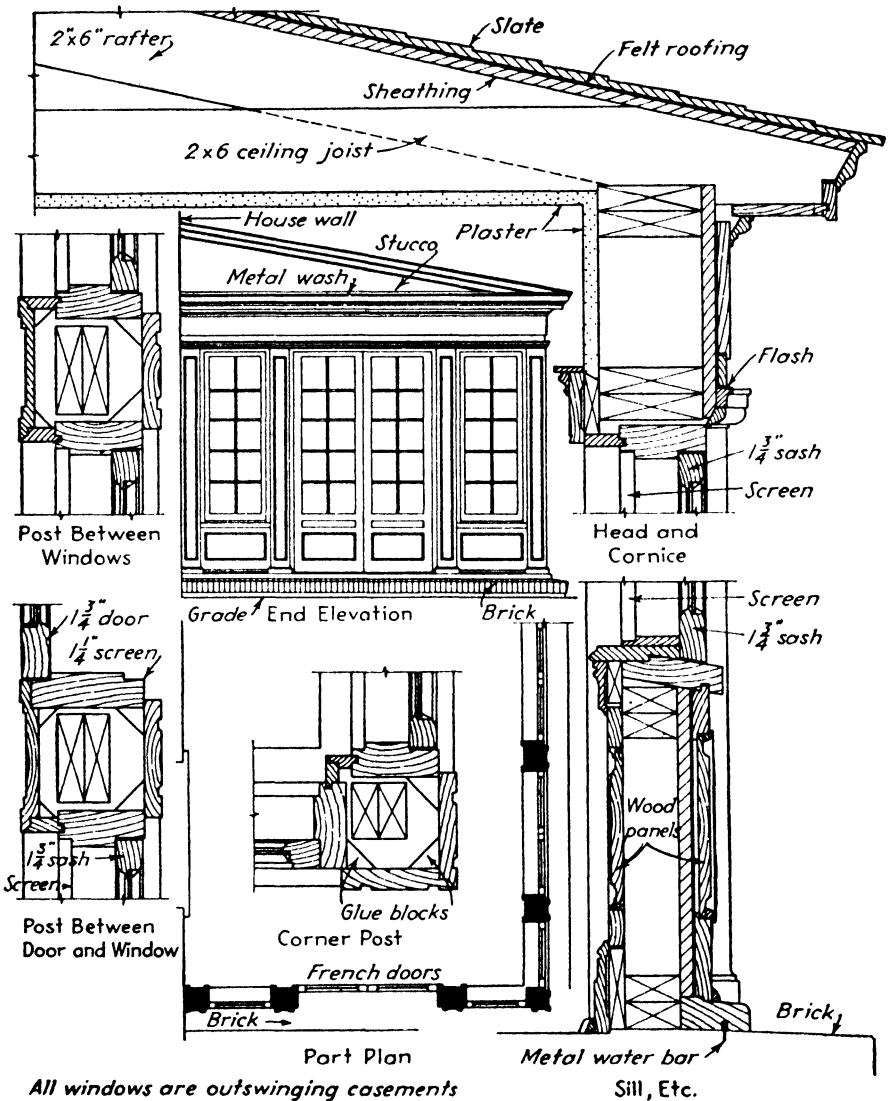 2"x6" rafter
Slate
Felt roofing
Sheathing
2x6 ceiling joist
House wall
Plaster
Stucco
Metal wash
Flash
1 3/4" sash
Screen
Post Between
Windows
Head and
Cornice
Grade
End Elevation
Brick
Screen
1 3/4" sash
1 3/4" door
1 1/4" screen
Wood
panels
1 3/4" sash
Screen
Glue blocks
Post Between
Door and Window
Corner Post
French doors
Brick
Brick
Part Plan
Metal water bar
All windows are outswinging casements
Sill, Etc.